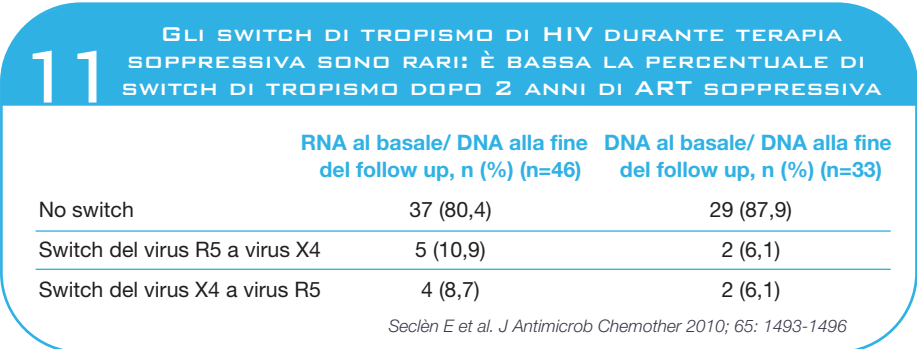 11
GLI SWITCH DI TROPISMO DI HIV DURANTE TERAPIA
SOPPRESSIVA SONO RARI: È BASSA LA PERCENTUALE DI
SWITCH DI TROPISMO DOPO 2 ANNI DI ART SOPPRESSIVA
RNA al basale/ DNA alla fine DNA al basale/ DNA alla fine
del follow up, n (%) (n=46) del follow up, n (%) (n=33)
No switch 37 (80,4) 29 (87,9)
Switch del virus R5 a virus X4 5 (10,9) 2 (6,1)
Switch del virus X4 a virus R5 4 (8,7) 2 (6,1)
Seclèn E et al. J Antimicrob Chemother 2010; 65: 1493-1496